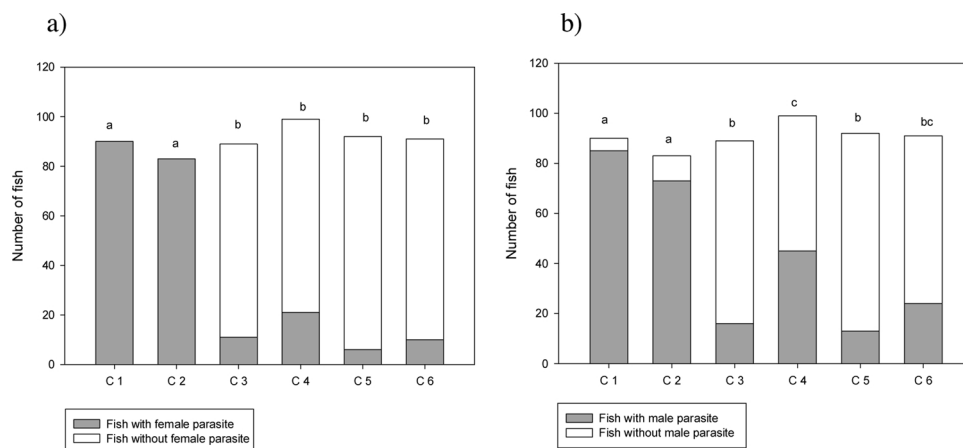 a)
120
100
80
60
40
20
0
Number of fish
a
a
b
b
b
b
C 1
C 2
C 3
C 4
C 5
C 6
Fish with female parasite
Fish without female parasite
b)
120
100
80
60
40
20
0
Number of fish
a
a
b
c
b
bc
C 1
C 2
C 3
C 4
C 5
C 6
Fish with male parasite
Fish without male parasite